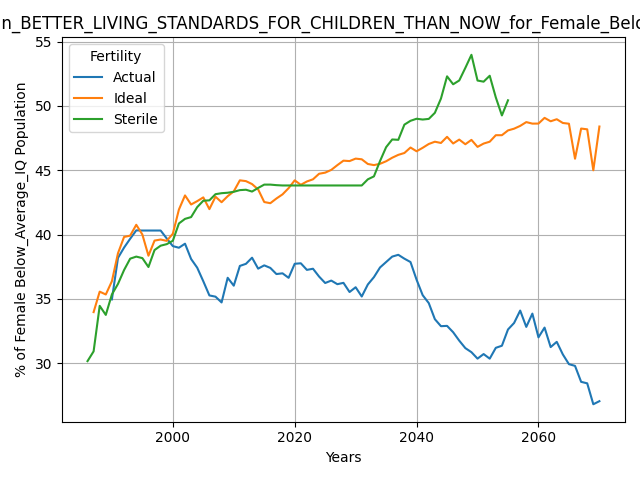 n_BETTER_LIVING_STANDARDS_FOR_CHILDREN_THAN_NOW_for_Female_Belo
Fertility
Actual
Ideal
Sterile
% of Female Below_Average_IQ Population
55
50
45
40
35
30
2000
2020
2040
2060
Years